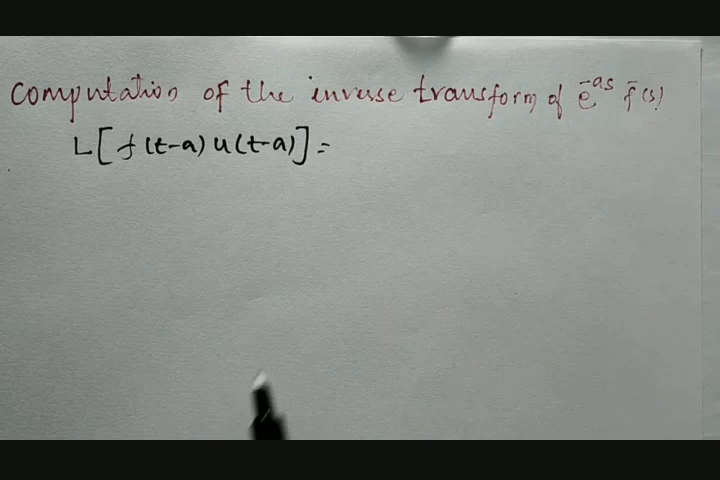 Computation of the inverse transform of e^-as f̄(s)
L[f(t-a)u(t-a)]=